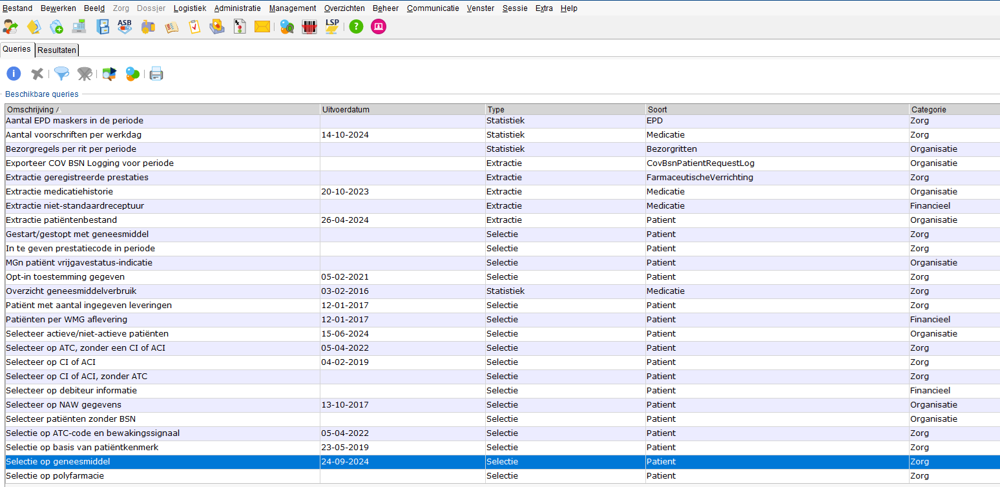 Bestand Bewerken Beeld Zorg Dossier Logistiek Administratie Management Overzichten Beheer Communicatie Venster Sessie Extra Help
ASB LSP ?
Queries Resultaten
i
Beschikbare queries
Omschrijving Uitvoerdatum Type Soort Categorie
Aantal EPD maskers in de periode Statistiek EPD Zorg
Aantal voorschriften per werkdag 14-10-2024 Statistiek Medicatie Zorg
Bezorgregels per rit per periode Statistiek Bezorgritten Organisatie
Exporteer COV BSN Logging voor periode Extractie CovBsnPatientRequestLog Organisatie
Extractie geregistreerde prestaties Extractie FarmaceutischeVerrichting Zorg
Extractie medicatiehistorie 20-10-2023 Extractie Medicatie Organisatie
Extractie niet-standaardreceptuur Extractie Medicatie Financieel
Extractie patiëntenbestand 26-04-2024 Extractie Patient Organisatie
Gestart/gestopt met geneesmiddel Selectie Patient Zorg
In te geven prestatiecode in periode Selectie Patient Zorg
MGn patiënt vrijgavestatus-indicatie Selectie Patient Organisatie
Opt-in toestemming gegeven 05-02-2021 Selectie Patient Zorg
Overzicht geneesmiddelverbruik 03-02-2016 Statistiek Medicatie Zorg
Patiënt met aantal ingegeven leveringen 12-01-2017 Selectie Patient Zorg
Patiënten per WMG aflevering 12-01-2017 Selectie Patient Financieel
Selecteer actieve/niet-actieve patiënten 15-06-2024 Selectie Patient Organisatie
Selecteer op ATC, zonder een CI of ACI 05-04-2022 Selectie Patient Zorg
Selecteer op CI of ACI 04-02-2019 Selectie Patient Zorg
Selecteer op CI of ACI, zonder ATC Selectie Patient Zorg
Selecteer op debiteur informatie Selectie Patient Financieel
Selecteer op NAW gegevens 13-10-2017 Selectie Patient Organisatie
Selecteer patiënten zonder BSN Selectie Patient Organisatie
Selectie op ATC-code en bewakingssignaal 05-04-2022 Selectie Patient Zorg
Selectie op basis van patiëntkenmerk 23-05-2019 Selectie Patient Zorg
Selectie op geneesmiddel 24-09-2024 Selectie Patient Zorg
Selectie op polyfarmacie Selectie Patient Zorg